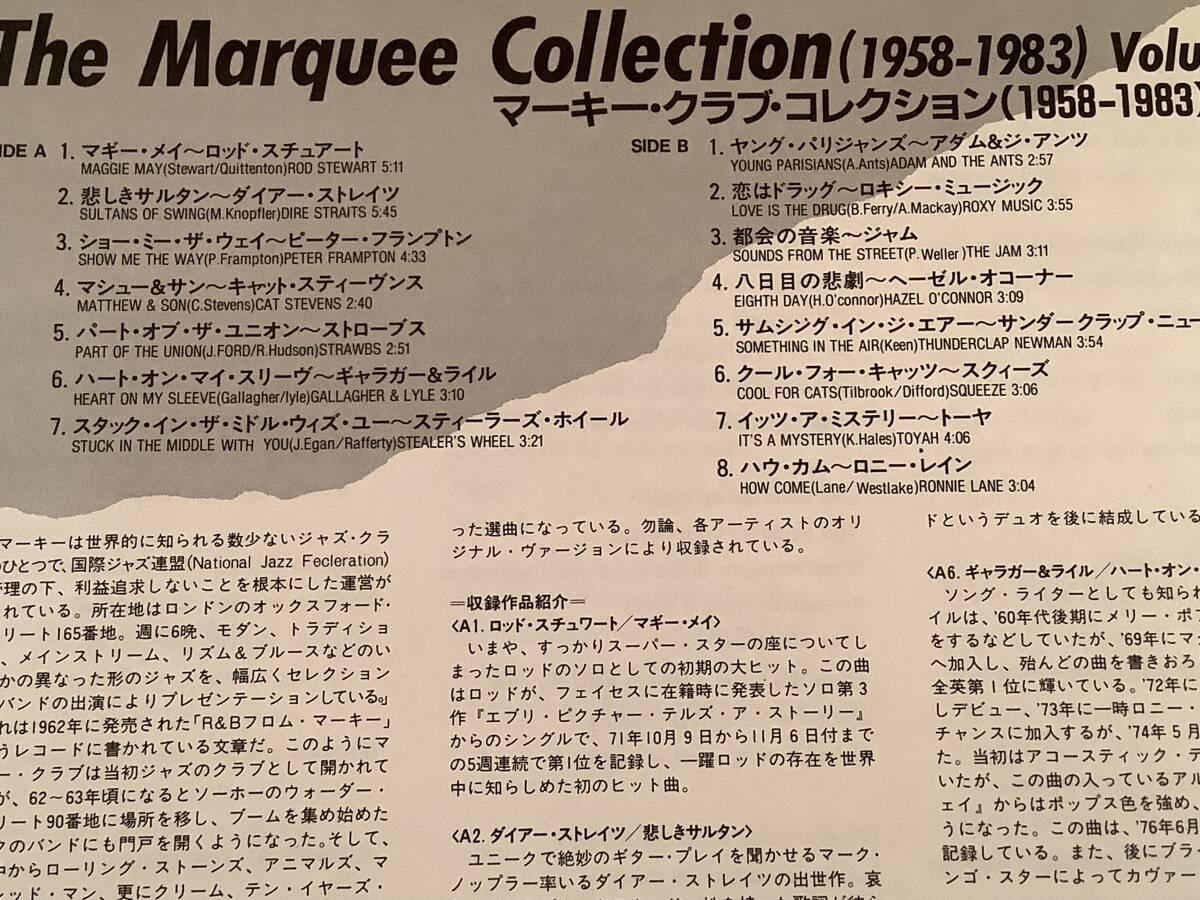 The Marquee Collection(1958-1983) Volu
マーキー・クラブ・コレクション(1958-1983)
SIDE A
1. マギー・メイ～ロッド・スチュアート
MAGGIE MAY(Stewart/Quittenton)ROD STEWART 5:11
2. 悲しきサルタン～ダイアー・ストレイツ
SULTANS OF SWING(M.Knopfler)DIRE STRAITS 5:45
3. ショー・ミー・ザ・ウェイ～ピーター・フランプトン
SHOW ME THE WAY(P.Frampton)PETER FRAMPTON 4:33
4. マシュー&サン～キャット・スティーヴンス
MATTHEW & SON(C.Stevens)CAT STEVENS 2:40
5. パート・オブ・ザ・ユニオン～ストローブス
PART OF THE UNION(J.FORD/R.Hudson)STRAWBS 2:51
6. ハート・オン・マイ・スリーヴ～ギャラガー&ライル
HEART ON MY SLEEVE(Gallagher/lyle)GALLAGHER & LYLE 3:10
7. スタック・イン・ザ・ミドル・ウィズ・ユー～スティーラーズ・ホイール
STUCK IN THE MIDDLE WITH YOU(J.Egan/Rafferty)STEALER'S WHEEL 3:21
SIDE B
1. ヤング・パリジャンズ～アダム&ジ・アンツ
YOUNG PARISIANS(A.Ants)ADAM AND THE ANTS 2:57
2. 恋はドラッグ～ロキシー・ミュージック
LOVE IS THE DRUG(B.Ferry/A.Mackay)ROXY MUSIC 3:55
3. 都会の音楽～ジャム
SOUNDS FROM THE STREET(P.Weller)THE JAM 3:11
4. 八日目の悲劇～ヘーゼル・オコーナー
EIGHTH DAY(H.O'connor)HAZEL O'CONNOR 3:09
5. サムシング・イン・ジ・エアー～サンダークラップ・ニュー
SOMETHING IN THE AIR(Keen)THUNDERCLAP NEWMAN 3:54
6. クール・フォー・キャッツ～スクィーズ
COOL FOR CATS(Tilbrook/Difford)SQUEEZE 3:06
7. イッツ・ア・ミステリー～トーヤ
IT'S A MYSTERY(K.Hales)TOYAH 4:06
8. ハウ・カム～ロニー・レイン
HOW COME(Lane/Westlake)RONNIE LANE 3:04
マーキーは世界的に知られる数少ないジャズ・クラ
のひとつで、国際ジャズ連盟(National Jazz Fecleration)
管理の下、利益追求しないことを根本にした運営が
れている。所在地はロンドンのオックスフォード・
リート165番地。週に6晩、モダン、トラディショ
、メインストリーム、リズム&ブルースなどのい
かの異なった形のジャズを、幅広くセレクション
バンドの出演によりプレゼンテーションしている。」
れは1962年に発売された「R&Bフロム・マーキー」
うレコードに書かれている文章だ。このようにマ
ー・クラブは当初ジャズのクラブとして開かれて
が、62～63年頃になるとソーホーのウォーダー・
リート90番地に場所を移し、ブームを集め始めた
クのバンドにも門戸を開くようになった。そして、
中からローリング・ストーンズ、アニマルズ、マ
レッド・マン、更にクリーム、テン・イヤーズ・
った選曲になっている。勿論、各アーティストのオリ
ジナル・ヴァージョンにより収録されている。
=収録作品紹介=
〈A1. ロッド・スチュワート／マギー・メイ〉
いまや、すっかりスーパー・スターの座についてし
まったロッドのソロとしての初期の大ヒット。この曲
はロッドが、フェイセスに在籍時に発表したソロ第3
作『エブリ・ピクチャー・テルズ・ア・ストーリー』
からのシングルで、71年10月9日から11月6日付まで
の5週連続で第1位を記録し、一躍ロッドの存在を世界
中に知らしめた初のヒット曲。
〈A2. ダイアー・ストレイツ／悲しきサルタン〉
ユニークで絶妙のギター・プレイを聞かせるマーク・
ノップラー率いるダイアー・ストレイツの出世作。哀
ドというデュオを後に結成している
〈A6. ギャラガー&ライル／ハート・オン・
ソング・ライターとしても知られ
イルは、'60年代後期にメリー・ポプ
をするなどしていたが、'69年にマク
へ加入し、殆んどの曲を書きおろ
全英第1位に輝いている。'72年に
しデビュー、'73年に一時ロニー・
チャンスに加入するが、'74年5月
た。当初はアコースティック・デ
いたが、この曲の入っているアル
ェイ』からはポップス色を強め、
うになった。この曲は、'76年6月
記録している。また、後にブライ
ンゴ・スターによってカヴァー